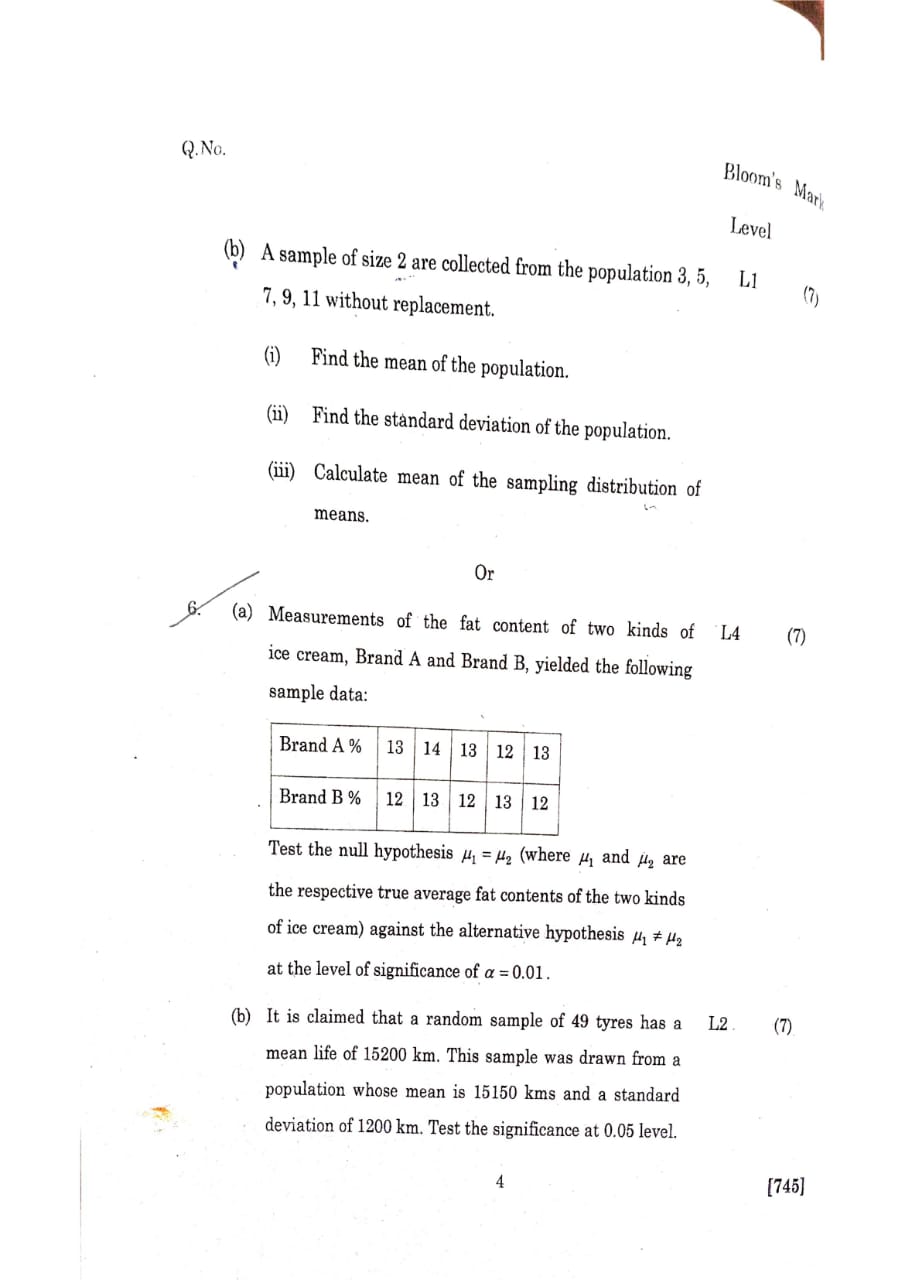 Q.No.
Bloom's Mark
Level
(b) A sample of size 2 are collected from the population 3, 5, L1 (7)
7, 9, 11 without replacement.
(i) Find the mean of the population.
(ii) Find the standard deviation of the population.
(iii) Calculate mean of the sampling distribution of
means.
Or
6. (a) Measurements of the fat content of two kinds of L4 (7)
ice cream, Brand A and Brand B, yielded the following
sample data:
Brand A % 13 14 13 12 13
Brand B % 12 13 12 13 12
Test the null hypothesis μ₁ = μ₂ (where μ₁ and μ₂ are
the respective true average fat contents of the two kinds
of ice cream) against the alternative hypothesis μ₁ ≠ μ₂
at the level of significance of α = 0.01.
(b) It is claimed that a random sample of 49 tyres has a L2 (7)
mean life of 15200 km. This sample was drawn from a
population whose mean is 15150 kms and a standard
deviation of 1200 km. Test the significance at 0.05 level.
4 [745]